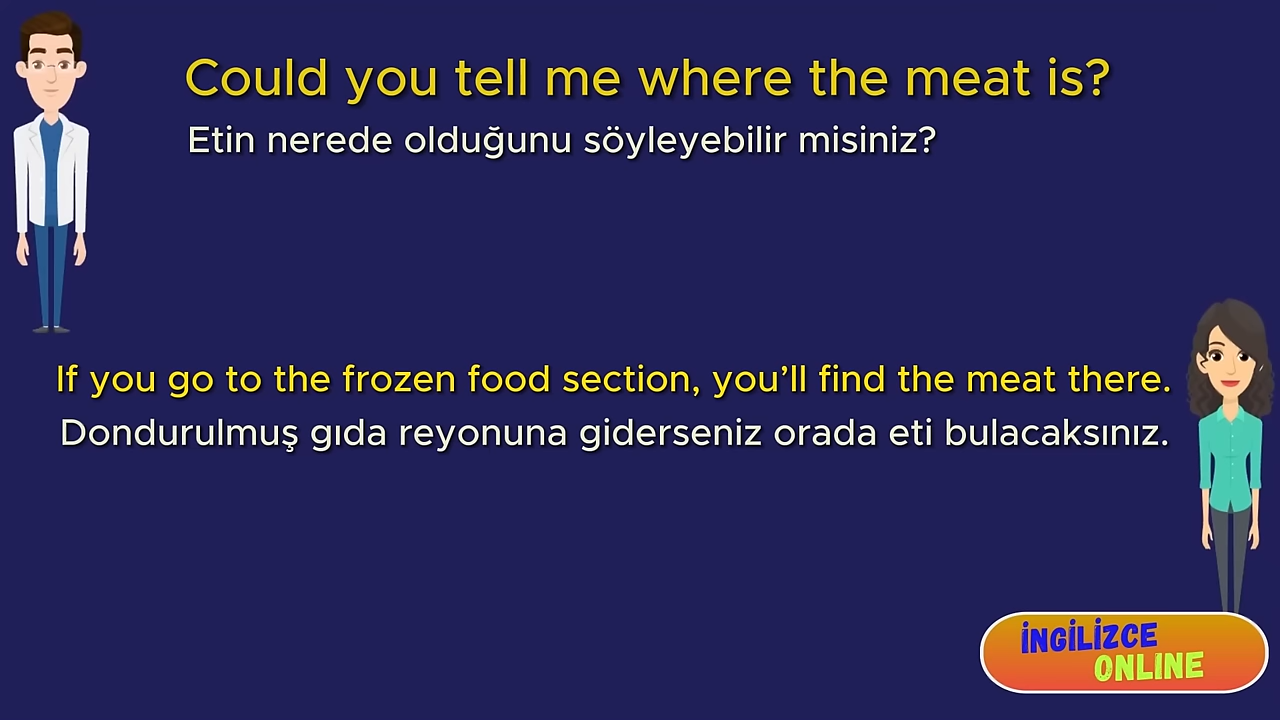 Could you tell me where the meat is?
Etin nerede olduğunu söyleyebilir misiniz?
If you go to the frozen food section, you’ll find the meat there.
Dondurulmuş gıda reyonuna giderseniz orada eti bulacaksınız.
İNGİLİZCE
ONLINE